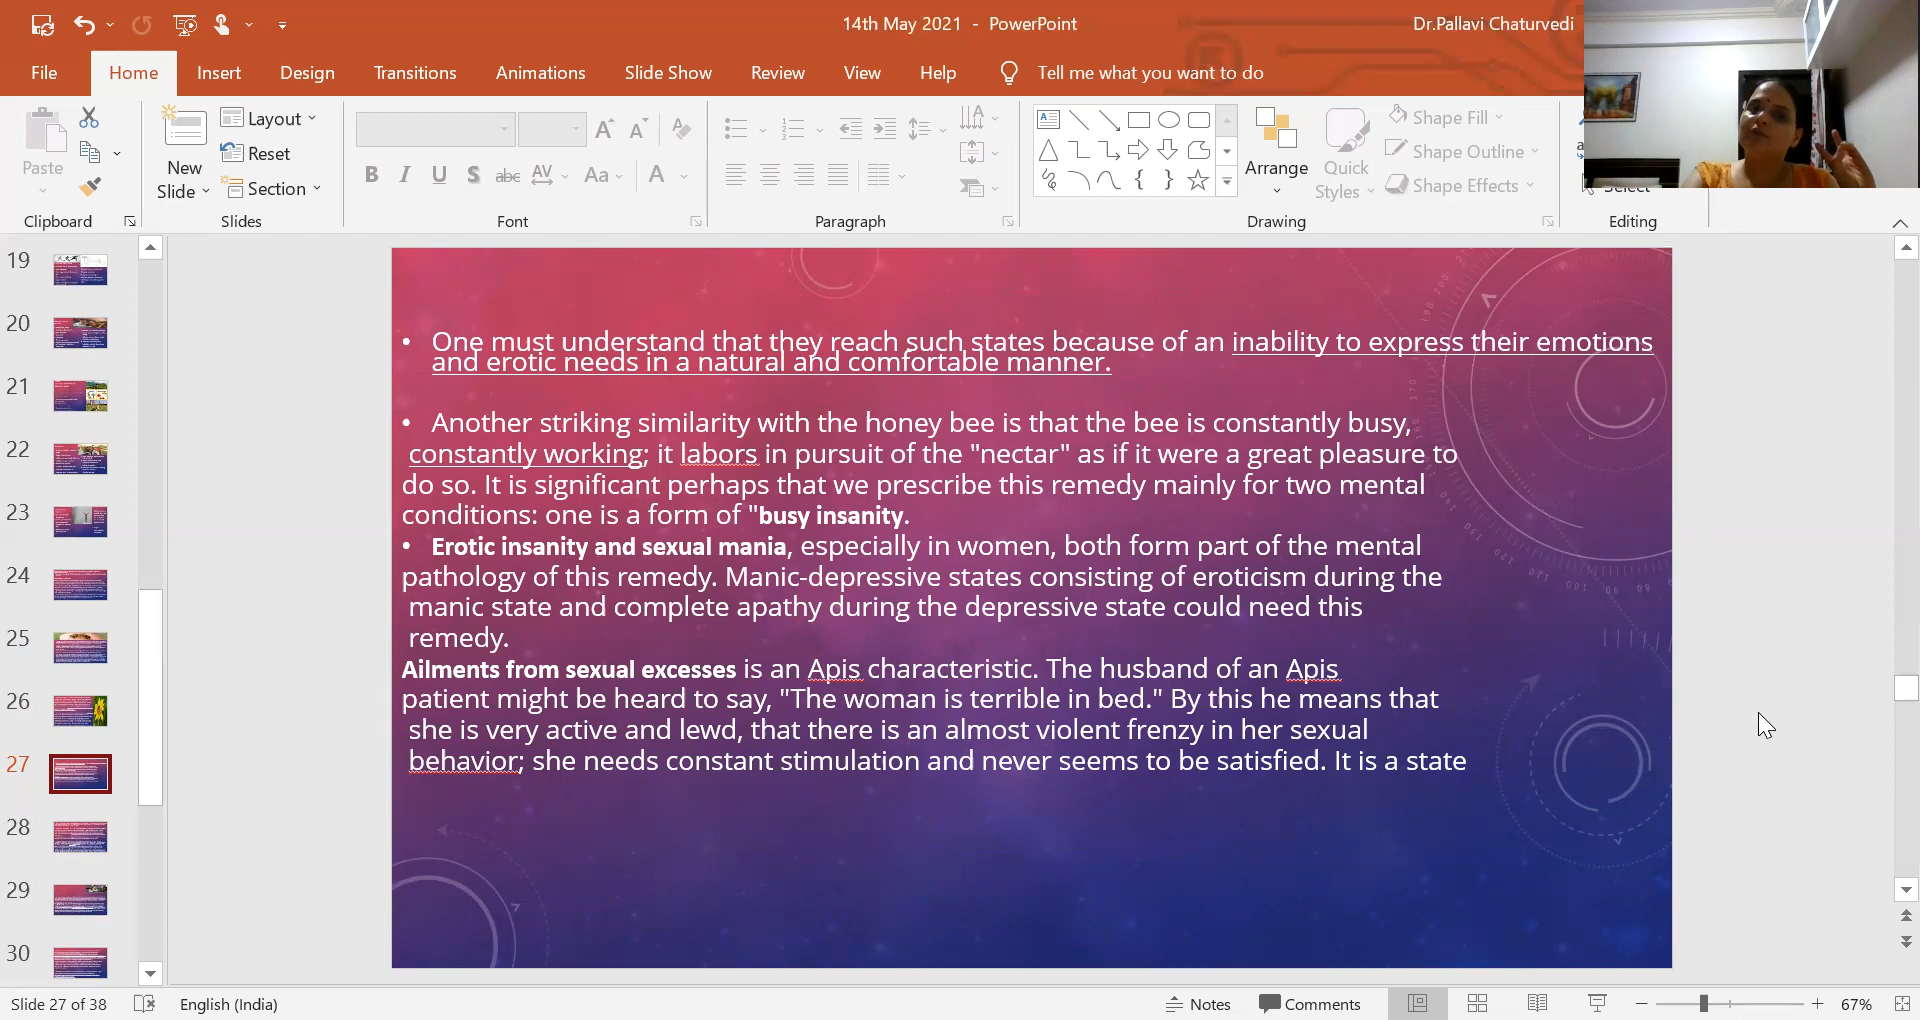 14th May 2021 - PowerPoint
Dr.Pallavi Chaturvedi
File
Home
Insert
Design
Transitions
Animations
Slide Show
Review
View
Help
Tell me what you want to do
Paste
New
Slide
Layout
Reset
Section
B I U S abc AV Aa A
Arrange
Quick
Styles
Shape Fill
Shape Outline
Shape Effects
Select
Clipboard
Slides
Font
Paragraph
Drawing
Editing
19
20
21
22
23
24
25
26
27
28
29
30
• One must understand that they reach such states because of an inability to express their emotions
and erotic needs in a natural and comfortable manner.
• Another striking similarity with the honey bee is that the bee is constantly busy,
constantly working; it labors in pursuit of the "nectar" as if it were a great pleasure to
do so. It is significant perhaps that we prescribe this remedy mainly for two mental
conditions: one is a form of "busy insanity.
• Erotic insanity and sexual mania, especially in women, both form part of the mental
pathology of this remedy. Manic-depressive states consisting of eroticism during the
manic state and complete apathy during the depressive state could need this
remedy.
Ailments from sexual excesses is an Apis characteristic. The husband of an Apis
patient might be heard to say, "The woman is terrible in bed." By this he means that
she is very active and lewd, that there is an almost violent frenzy in her sexual
behavior; she needs constant stimulation and never seems to be satisfied. It is a state
Slide 27 of 38
English (India)
Notes
Comments
67%